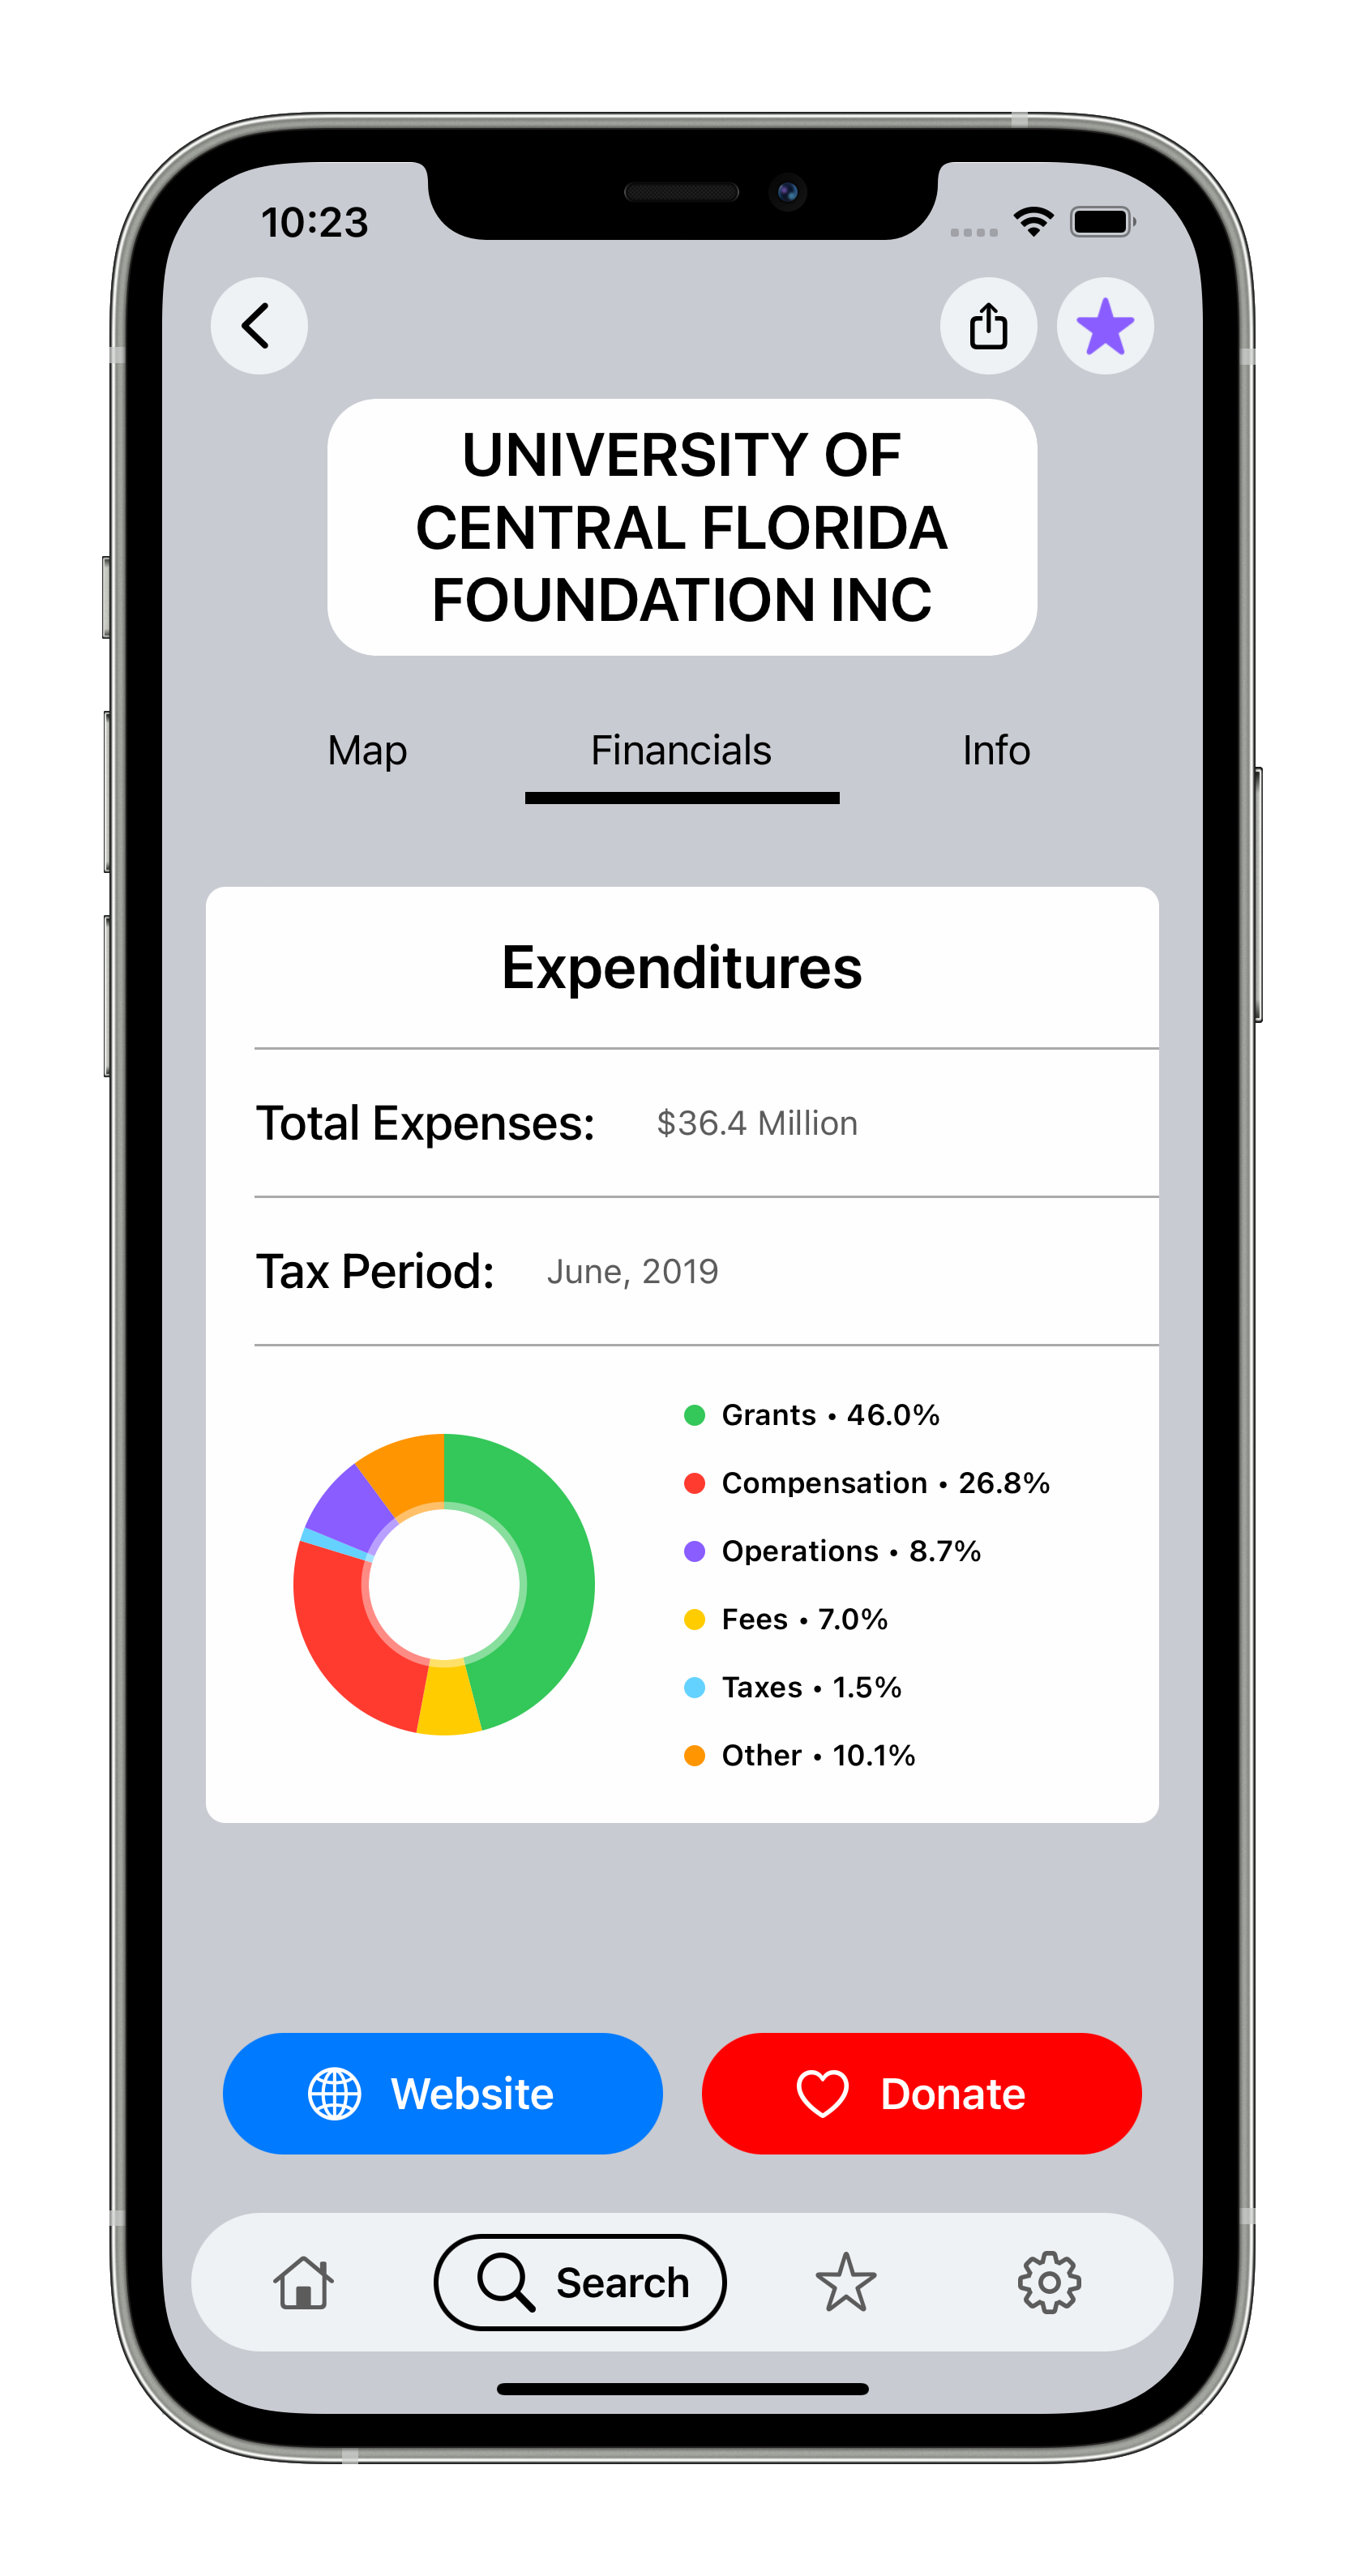 10:23
UNIVERSITY OF
CENTRAL FLORIDA
FOUNDATION INC
Map Financials Info
Expenditures
Total Expenses: $36.4 Million
Tax Period: June, 2019
Grants • 46.0%
Compensation • 26.8%
Operations • 8.7%
Fees • 7.0%
Taxes • 1.5%
Other • 10.1%
Website Donate
Search